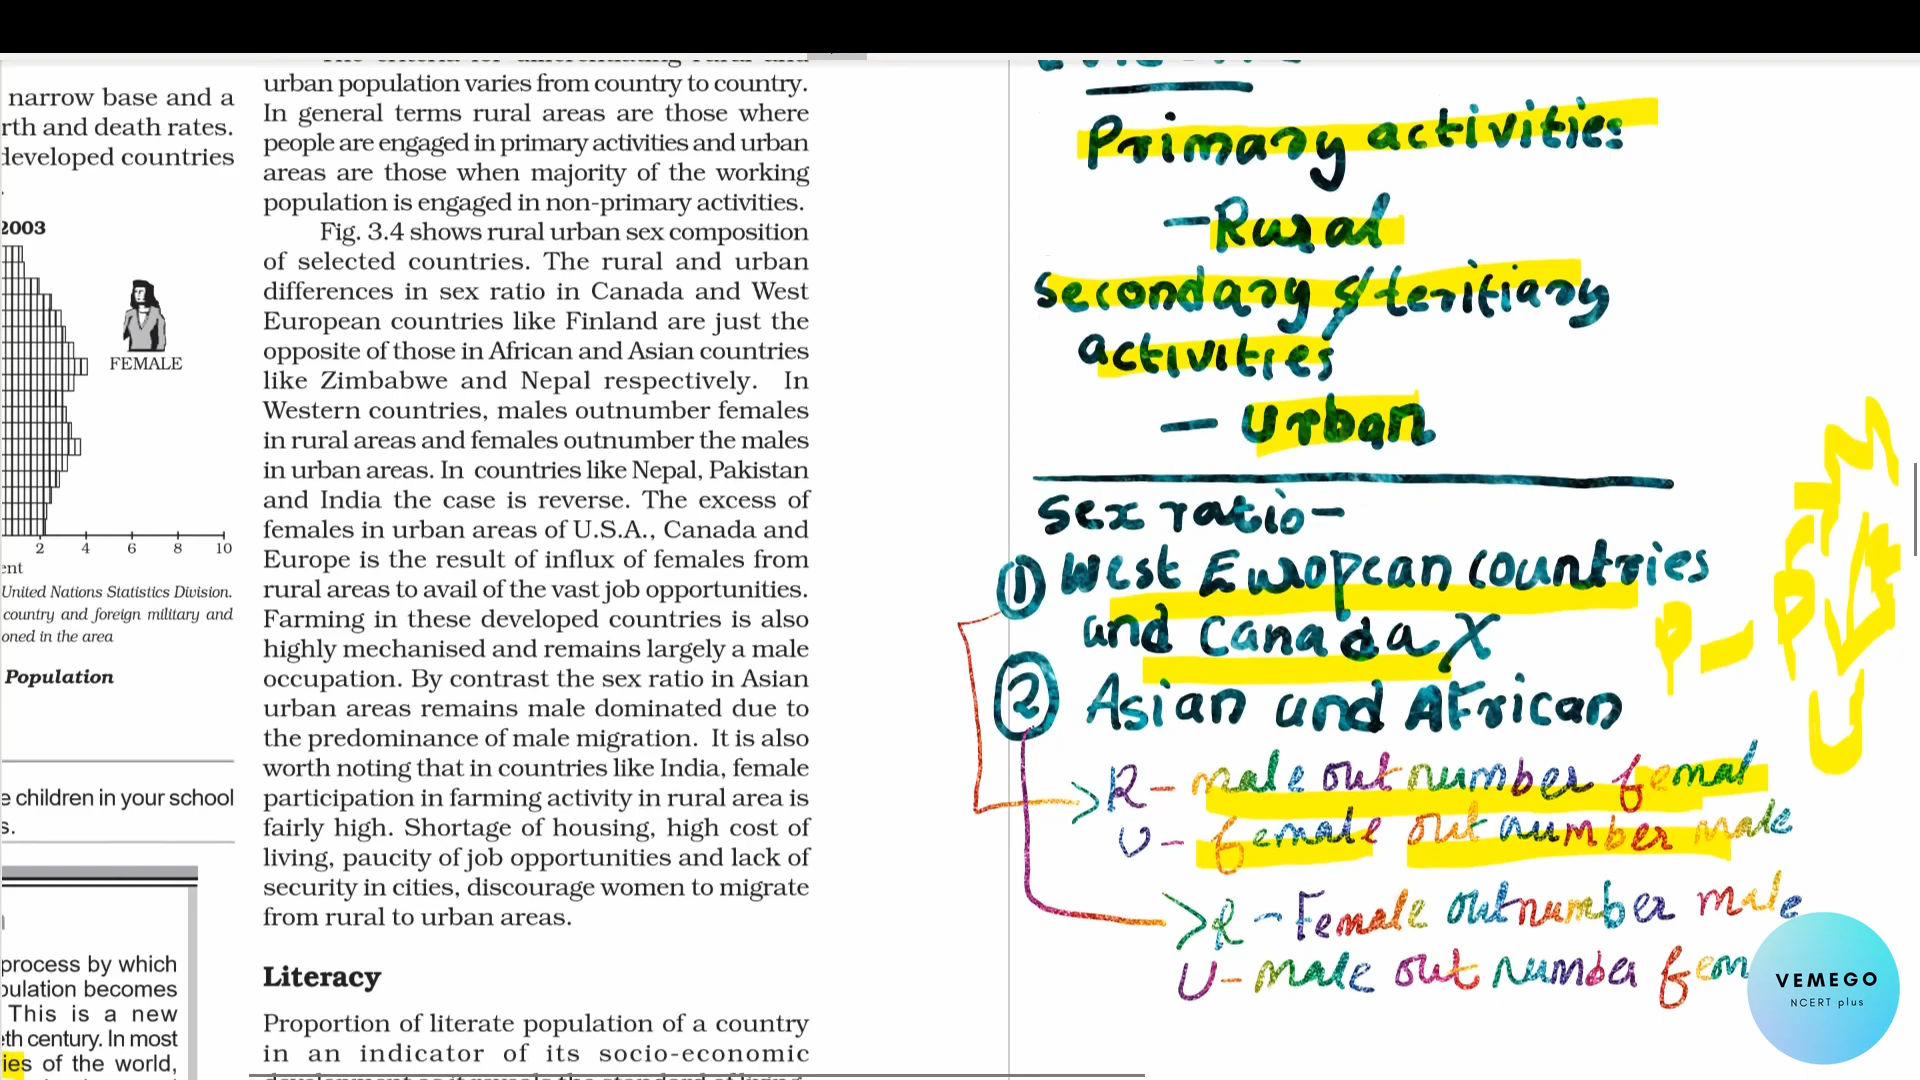 narrow base and a
rth and death rates.
developed countries
2003
FEMALE
2 4 6 8 10
ent
United Nations Statistics Division.
country and foreign military and
oned in the area
Population
e children in your school
s.
process by which
pulation becomes
This is a new
eth century. In most
ies of the world,
The criteria for differentiating rural and
urban population varies from country to country.
In general terms rural areas are those where
people are engaged in primary activities and urban
areas are those when majority of the working
population is engaged in non-primary activities.
Fig. 3.4 shows rural urban sex composition
of selected countries. The rural and urban
differences in sex ratio in Canada and West
European countries like Finland are just the
opposite of those in African and Asian countries
like Zimbabwe and Nepal respectively. In
Western countries, males outnumber females
in rural areas and females outnumber the males
in urban areas. In countries like Nepal, Pakistan
and India the case is reverse. The excess of
females in urban areas of U.S.A., Canada and
Europe is the result of influx of females from
rural areas to avail of the vast job opportunities.
Farming in these developed countries is also
highly mechanised and remains largely a male
occupation. By contrast the sex ratio in Asian
urban areas remains male dominated due to
the predominance of male migration. It is also
worth noting that in countries like India, female
participation in farming activity in rural area is
fairly high. Shortage of housing, high cost of
living, paucity of job opportunities and lack of
security in cities, discourage women to migrate
from rural to urban areas.
Literacy
Proportion of literate population of a country
in an indicator of its socio-economic
Primary activities
- Rural
Secondary & teritiary
activities
- Urban
Sex ratio-
① West European countries
and Canada X
② Asian and African
R - male out number femal
U - female out number male
R - Female outnumber male
U - male out number fem
P - P
U
VEMEGO
NCERT plus